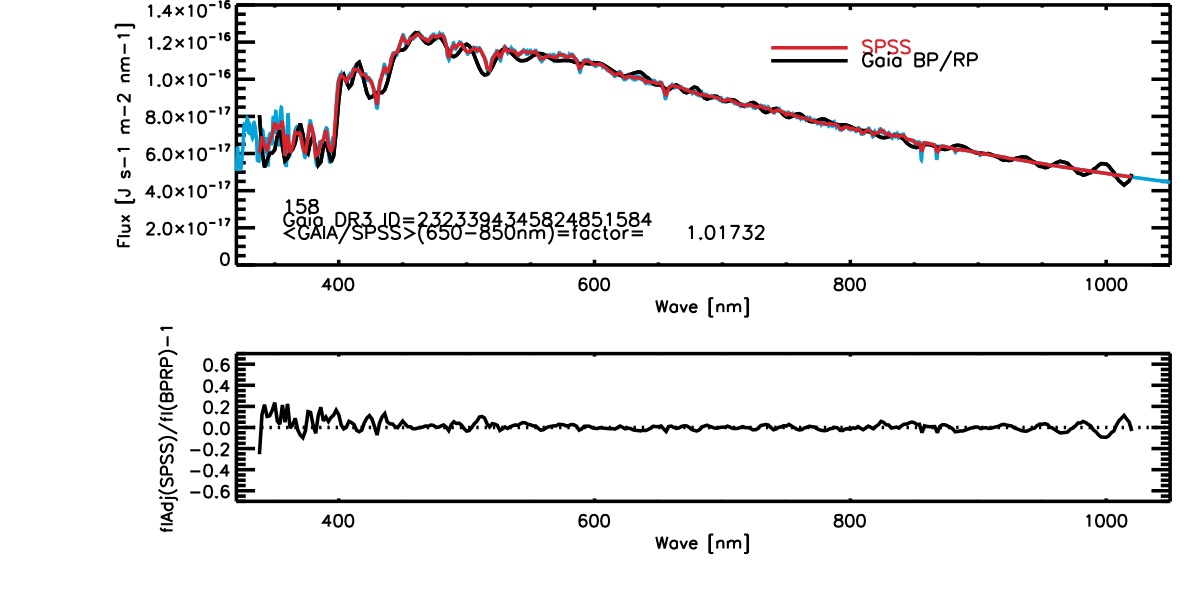 1.4×10−16
1.2×10−16
1.0×10−16
8.0×10−17
6.0×10−17
4.0×10−17
2.0×10−17
0
Flux [J s−1 m−2 nm−1]
SPSS
Gaia BP/RP
158
Gaia DR3 ID=2323394345824851584
<GAIA/SPSS>(650−850nm)=factor= 1.01732
400 600 800 1000
Wave [nm]
flAdj(SPSS)/fl(BPRP)−1
0.6
0.4
0.2
0.0
−0.2
−0.4
−0.6
400 600 800 1000
Wave [nm]